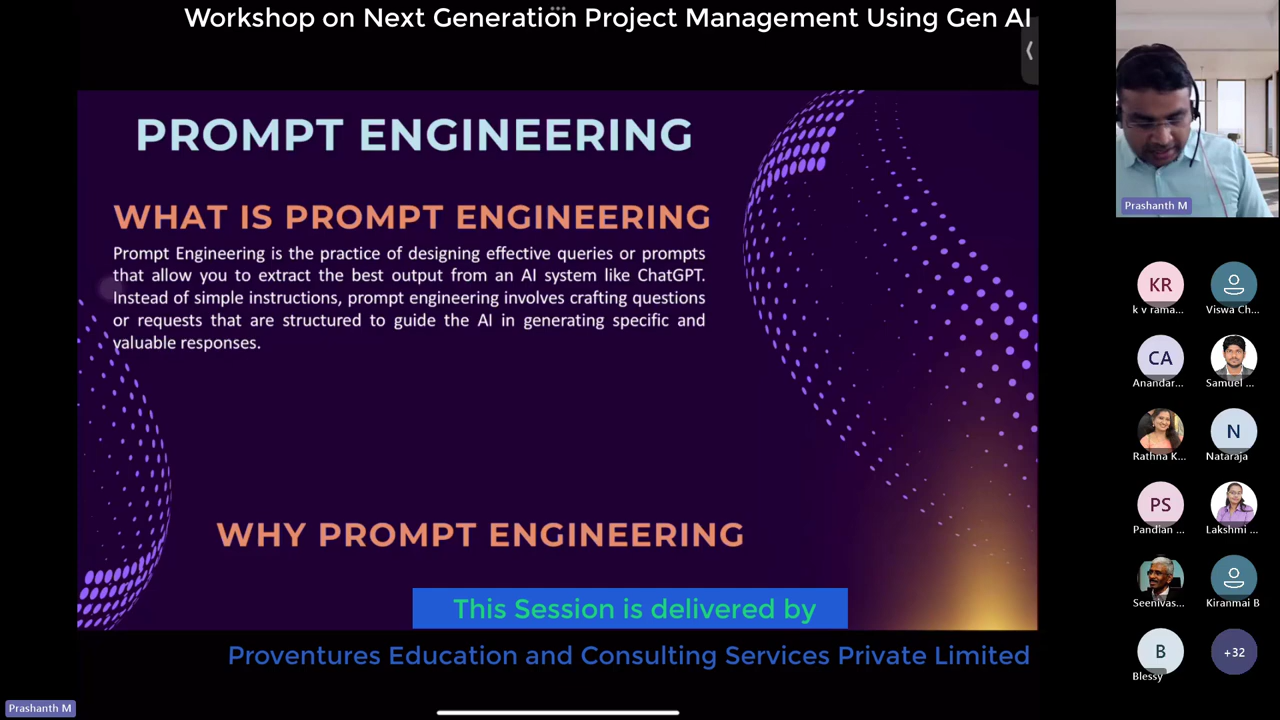 Workshop on Next Generation Project Management Using Gen AI
PROMPT ENGINEERING
WHAT IS PROMPT ENGINEERING
Prompt Engineering is the practice of designing effective queries or prompts
that allow you to extract the best output from an AI system like ChatGPT.
Instead of simple instructions, prompt engineering involves crafting questions
or requests that are structured to guide the AI in generating specific and
valuable responses.
WHY PROMPT ENGINEERING
This Session is delivered by
Proventures Education and Consulting Services Private Limited
Prashanth M
Prashanth M
KR
k v rama...
Viswa Ch...
CA
Anandar...
Samuel ...
Rathna K...
N
Nataraja
PS
Pandian ...
Lakshmi ...
Seenivas...
Kiranmai B
B
Blessy
+32